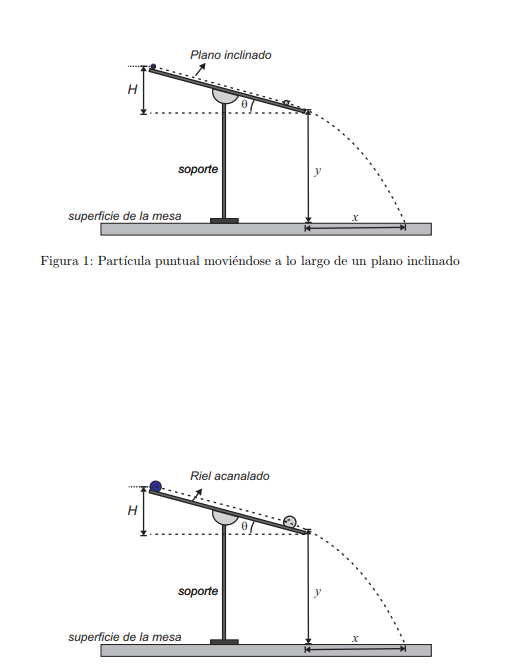 Plano inclinado
H
θ
soporte
y
superficie de la mesa
x
Figura 1: Partícula puntual moviéndose a lo largo de un plano inclinado
Riel acanalado
H
θ
soporte
y
superficie de la mesa
x